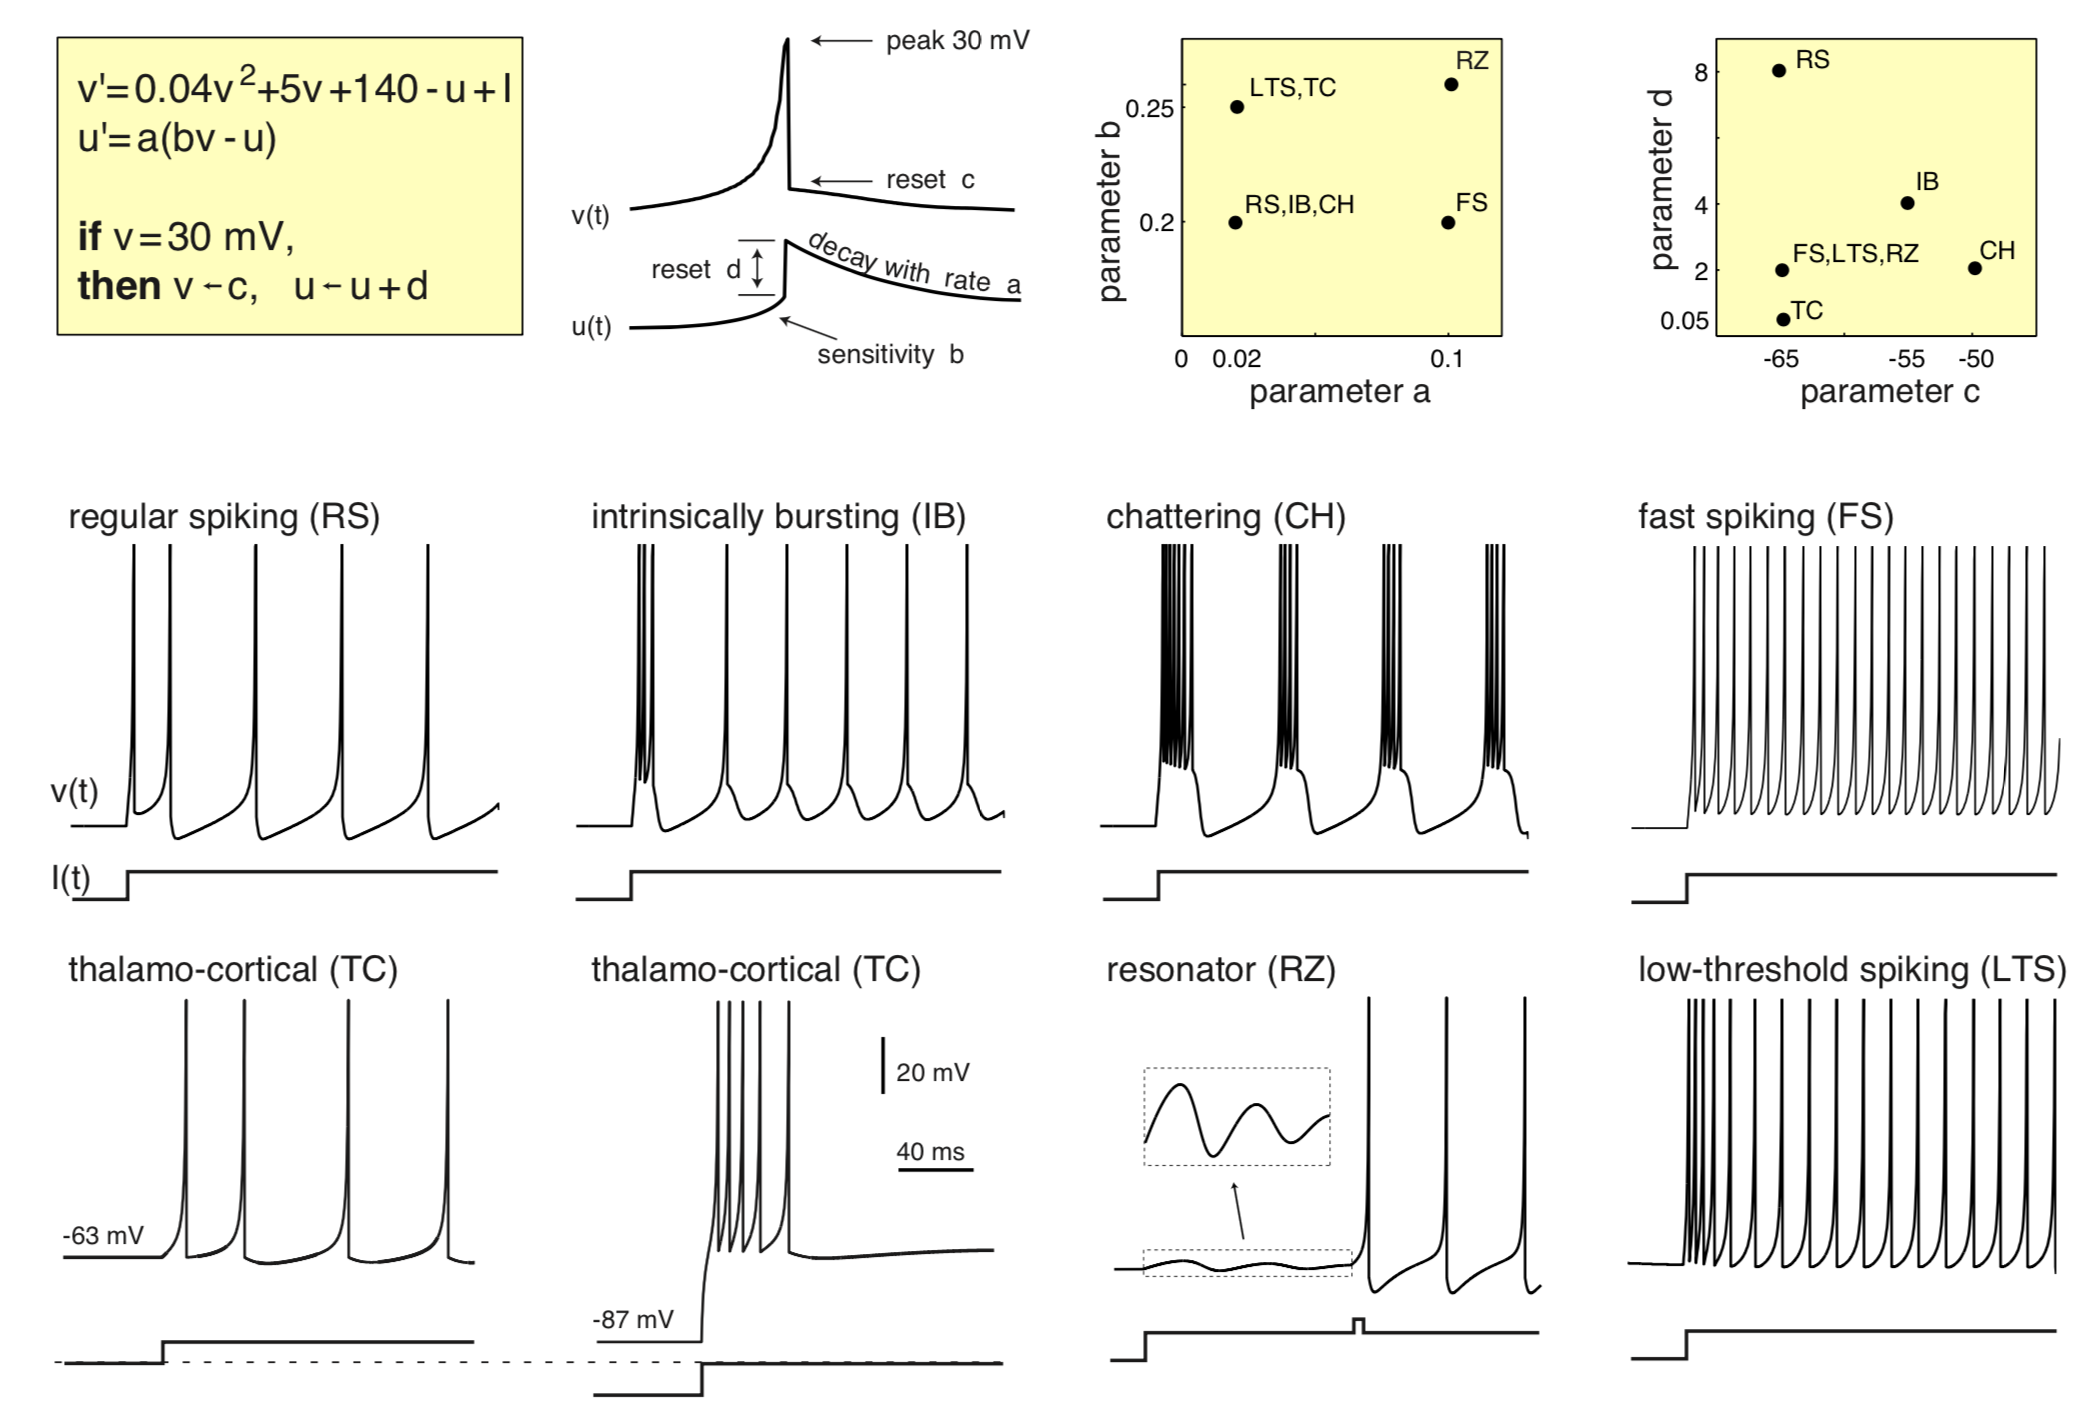 v'=0.04v²+5v+140 - u + I
u'= a(bv - u)
if v = 30 mV,
then v ← c, u ← u + d
peak 30 mV
reset c
v(t)
reset d
decay with rate a
u(t)
sensitivity b
parameter b
0.25
0.2
LTS,TC
RZ
RS,IB,CH
FS
0
0.02
0.1
parameter a
parameter d
8
4
2
0.05
RS
IB
FS,LTS,RZ
CH
TC
-65
-55
-50
parameter c
regular spiking (RS)
intrinsically bursting (IB)
chattering (CH)
fast spiking (FS)
v(t)
I(t)
thalamo-cortical (TC)
thalamo-cortical (TC)
resonator (RZ)
low-threshold spiking (LTS)
-63 mV
20 mV
40 ms
-87 mV